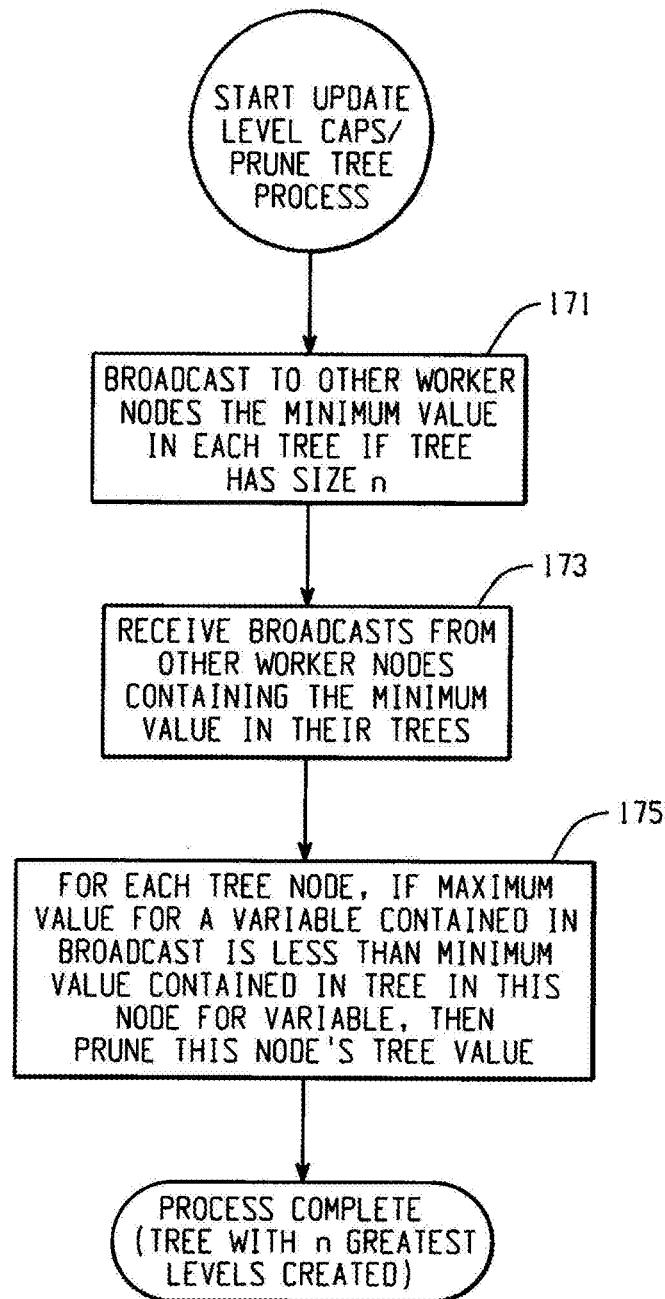 START UPDATE
LEVEL CAPS/
PRUNE TREE
PROCESS
171
BROADCAST TO OTHER WORKER
NODES THE MINIMUM VALUE
IN EACH TREE IF TREE
HAS SIZE n
173
RECEIVE BROADCASTS FROM
OTHER WORKER NODES
CONTAINING THE MINIMUM
VALUE IN THEIR TREES
175
FOR EACH TREE NODE, IF MAXIMUM
VALUE FOR A VARIABLE CONTAINED IN
BROADCAST IS LESS THAN MINIMUM
VALUE CONTAINED IN TREE IN THIS
NODE FOR VARIABLE, THEN
PRUNE THIS NODE'S TREE VALUE
PROCESS COMPLETE
(TREE WITH n GREATEST
LEVELS CREATED)